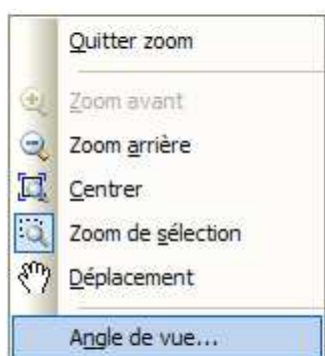 Quitter zoom
Zoom avant
Zoom arrière
Centrer
Zoom de sélection
Déplacement
Angle de vue...